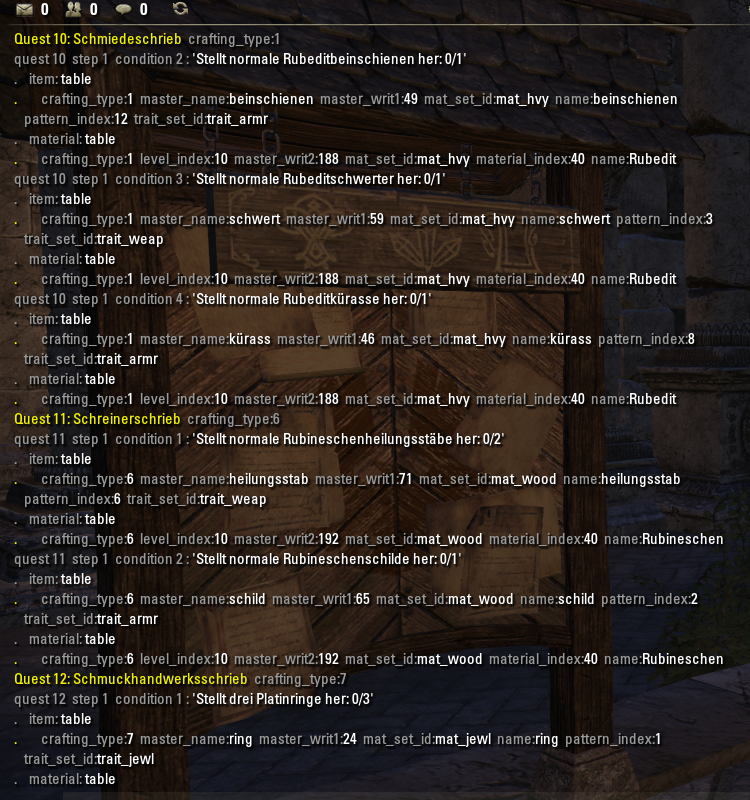 0 0 0
Quest 10: Schmiedeschrieb crafting_type:1
quest 10 step 1 condition 2 : 'Stellt normale Rubeditbeinschienen her: 0/1'
. item: table
. crafting_type:1 master_name:beinschienen master_writ1:49 mat_set_id:mat_hvy name:beinschienen
pattern_index:12 trait_set_id:trait_armr
. material: table
. crafting_type:1 level_index:10 master_writ2:188 mat_set_id:mat_hvy material_index:40 name:Rubedit
quest 10 step 1 condition 3 : 'Stellt normale Rubeditschwerter her: 0/1'
. item: table
. crafting_type:1 master_name:schwert master_writ1:59 mat_set_id:mat_hvy name:schwert pattern_index:3
trait_set_id:trait_weap
. material: table
. crafting_type:1 level_index:10 master_writ2:188 mat_set_id:mat_hvy material_index:40 name:Rubedit
quest 10 step 1 condition 4 : 'Stellt normale Rubeditkürasse her: 0/1'
. item: table
. crafting_type:1 master_name:kürass master_writ1:46 mat_set_id:mat_hvy name:kürass pattern_index:8
trait_set_id:trait_armr
. material: table
. crafting_type:1 level_index:10 master_writ2:188 mat_set_id:mat_hvy material_index:40 name:Rubedit
Quest 11: Schreinerschrieb crafting_type:6
quest 11 step 1 condition 1 : 'Stellt normale Rubineschenheilungsstäbe her: 0/2'
. item: table
. crafting_type:6 master_name:heilungsstab master_writ1:71 mat_set_id:mat_wood name:heilungsstab
pattern_index:6 trait_set_id:trait_weap
. material: table
. crafting_type:6 level_index:10 master_writ2:192 mat_set_id:mat_wood material_index:40 name:Rubineschen
quest 11 step 1 condition 2 : 'Stellt normale Rubineschenschilde her: 0/1'
. item: table
. crafting_type:6 master_name:schild master_writ1:65 mat_set_id:mat_wood name:schild pattern_index:2
trait_set_id:trait_armr
. material: table
. crafting_type:6 level_index:10 master_writ2:192 mat_set_id:mat_wood material_index:40 name:Rubineschen
Quest 12: Schmuckhandwerksschrieb crafting_type:7
quest 12 step 1 condition 1 : 'Stellt drei Platinringe her: 0/3'
. item: table
. crafting_type:7 master_name:ring master_writ1:24 mat_set_id:mat_jewl name:ring pattern_index:1
trait_set_id:trait_jewl
. material: table